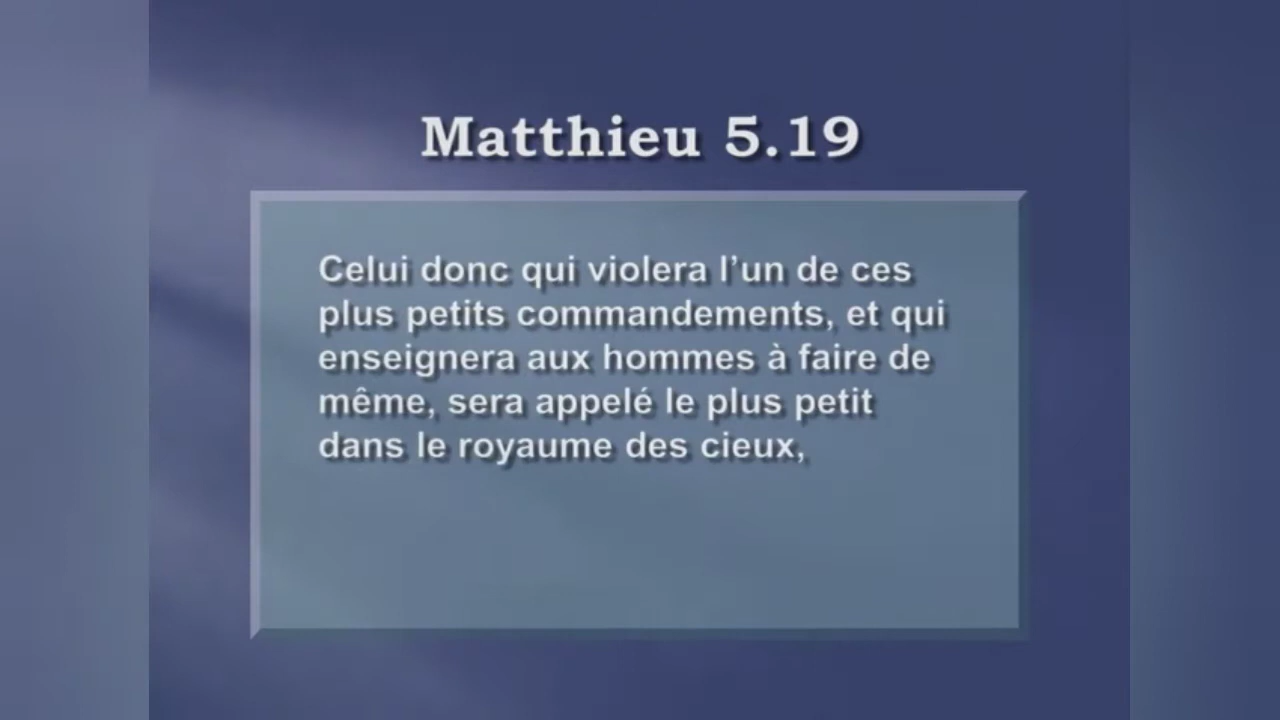 Matthieu 5.19
Celui donc qui violera l’un de ces
plus petits commandements, et qui
enseignera aux hommes à faire de
même, sera appelé le plus petit
dans le royaume des cieux,